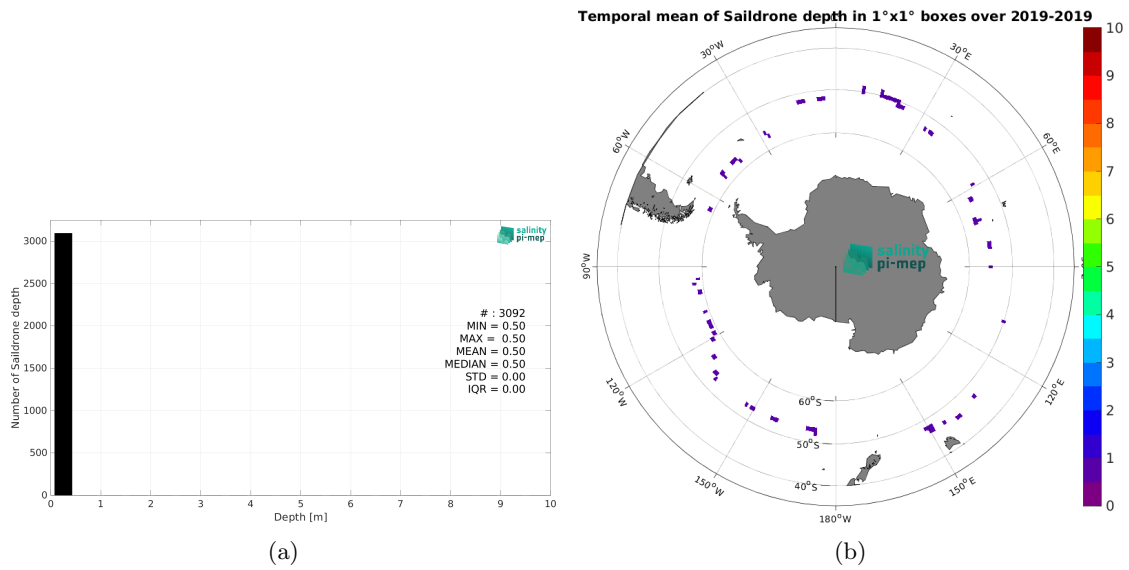 Temporal mean of Saildrone depth in 1°x1° boxes over 2019-2019
salinity
pi-mep
# : 3092
MIN = 0.50
MAX = 0.50
MEAN = 0.50
MEDIAN = 0.50
STD = 0.00
IQR = 0.00
Number of Saildrone depth
3000
2500
2000
1500
1000
500
0
0 1 2 3 4 5 6 7 8 9 10
Depth [m]
(a)
30°W
30°E
60°W
60°E
90°W
120°W
120°E
150°W
150°E
180°W
60°S
50°S
40°S
salinity
pi-mep
10
9
8
7
6
5
4
3
2
1
0
(b)